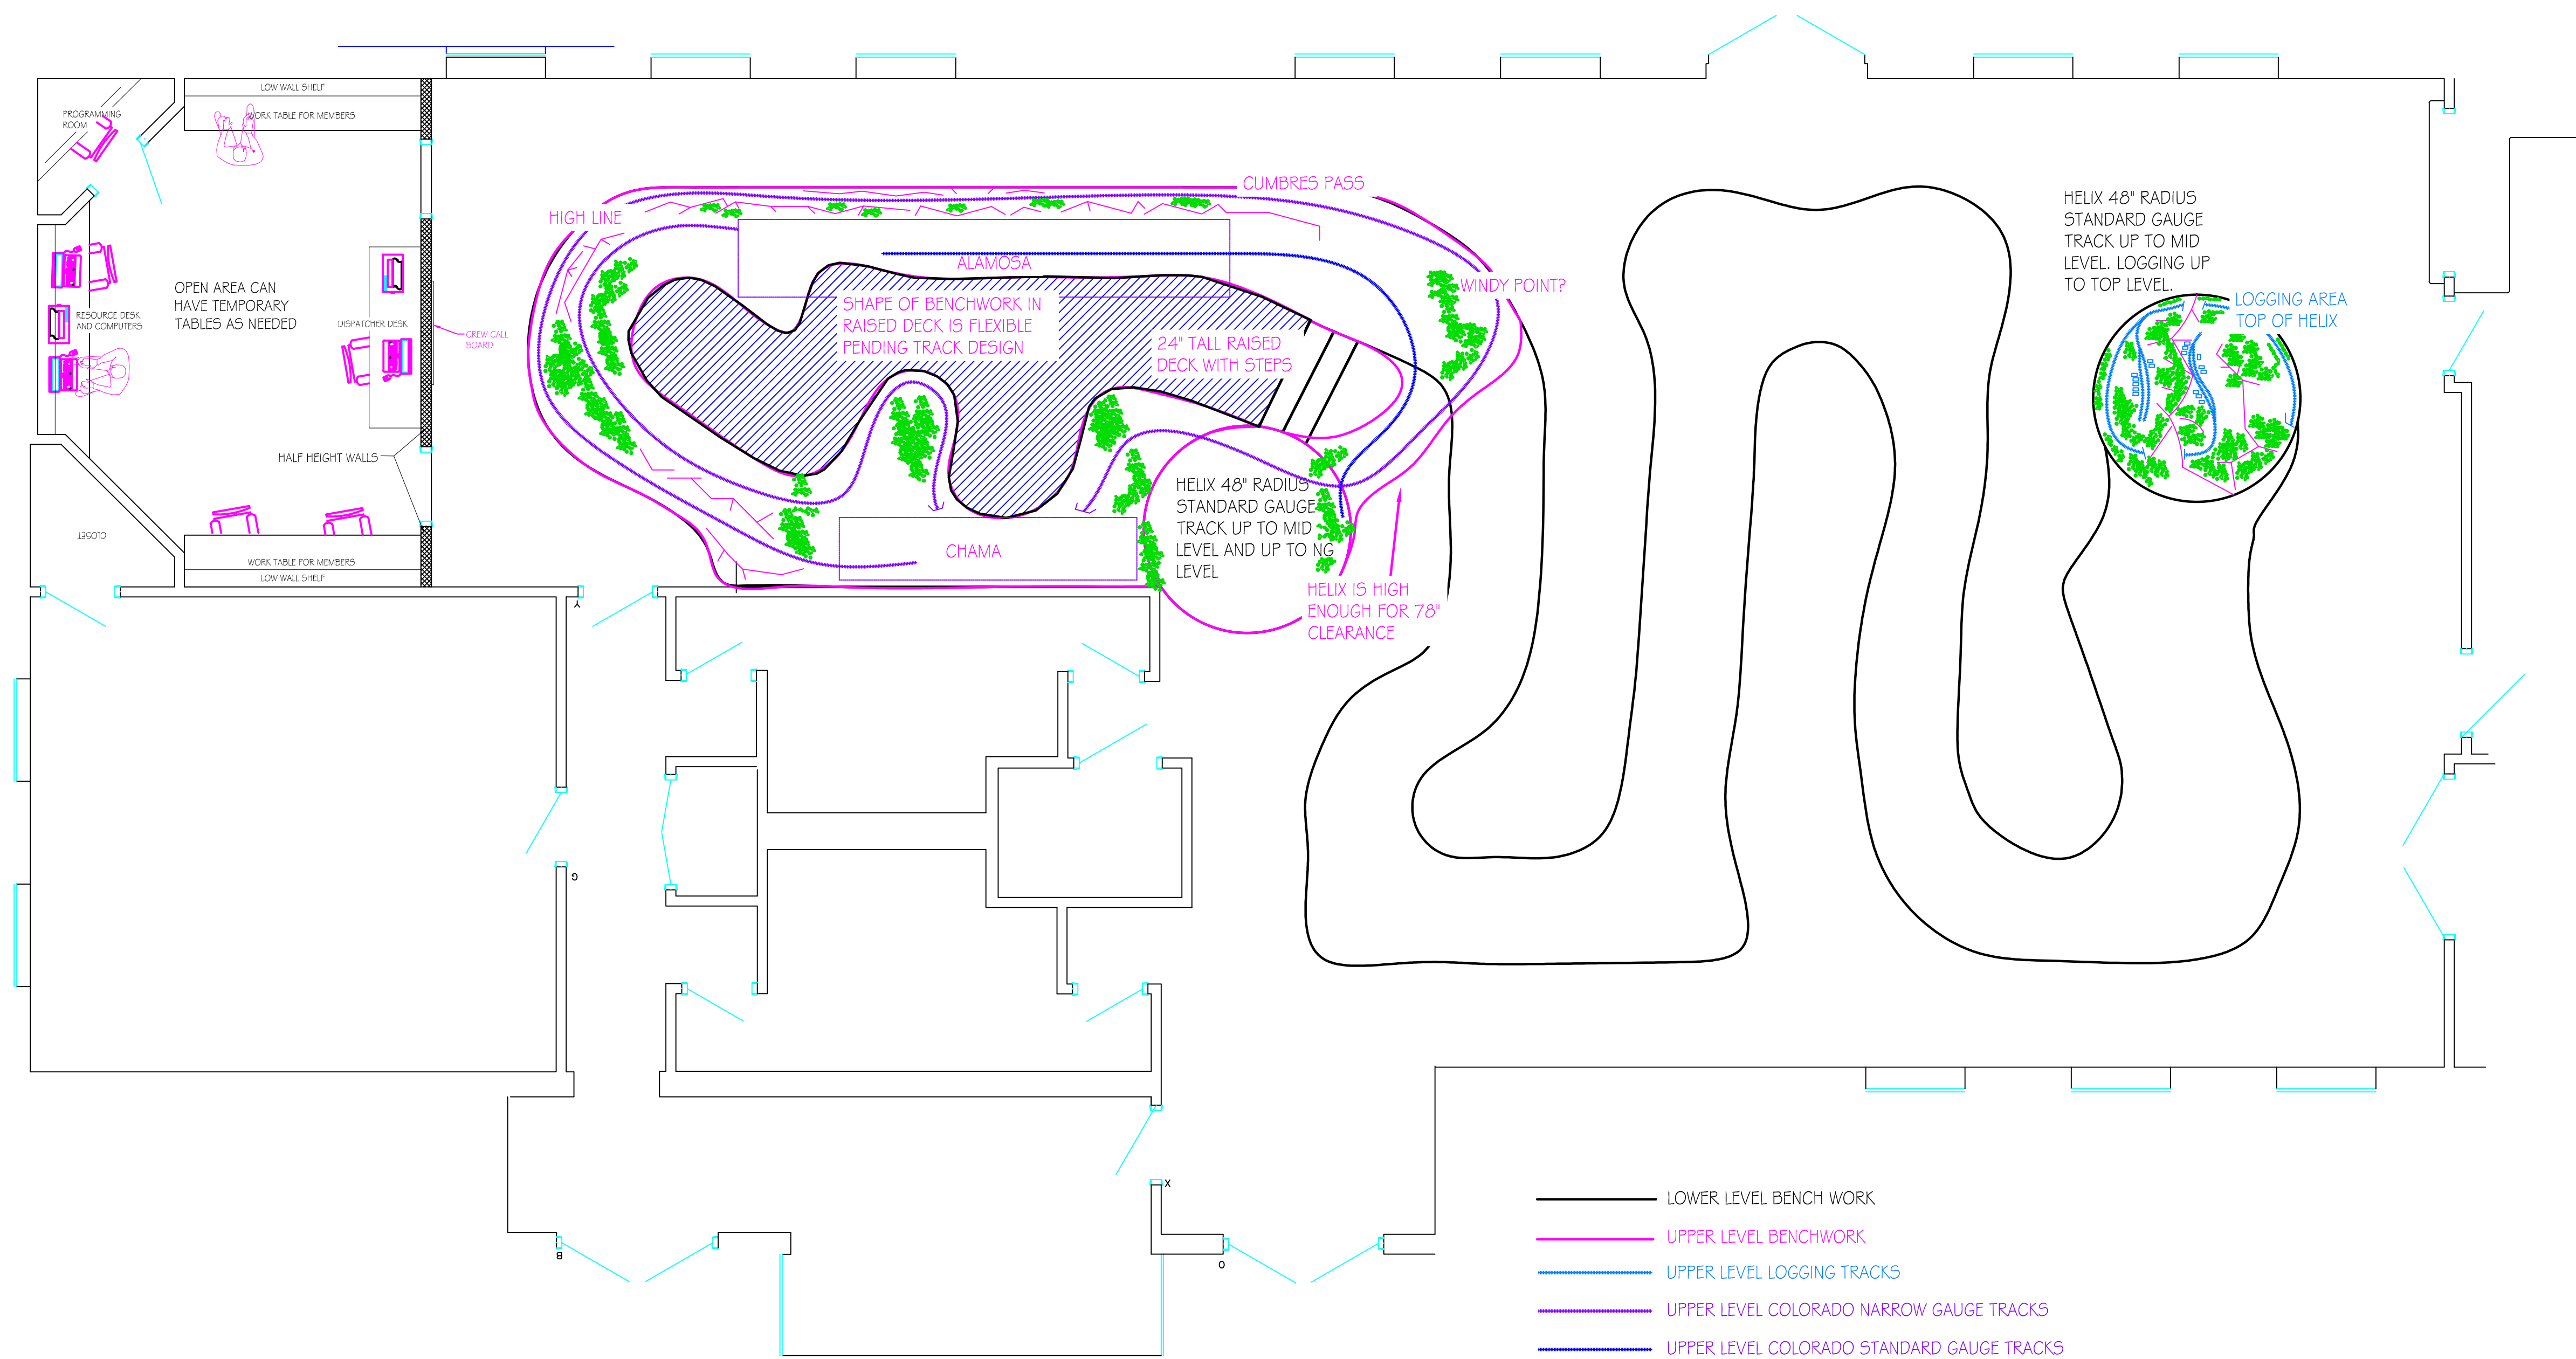 LOW WALL SHELF
WORK TABLE FOR MEMBERS
PROGRAMMING
ROOM
OPEN AREA CAN
HAVE TEMPORARY
TABLES AS NEEDED
RESOURCE DESK
AND COMPUTERS
DISPATCHER DESK
CREW CALL
BOARD
HALF HEIGHT WALLS
CLOSET
WORK TABLE FOR MEMBERS
LOW WALL SHELF
HIGH LINE
CUMBRES PASS
ALAMOSA
WINDY POINT?
SHAPE OF BENCHWORK IN
RAISED DECK IS FLEXIBLE
PENDING TRACK DESIGN
24" TALL RAISED
DECK WITH STEPS
HELIX 48" RADIUS
STANDARD GAUGE
TRACK UP TO MID
LEVEL AND UP TO NG
LEVEL
CHAMA
HELIX IS HIGH
ENOUGH FOR 78"
CLEARANCE
HELIX 48" RADIUS
STANDARD GAUGE
TRACK UP TO MID
LEVEL. LOGGING UP
TO TOP LEVEL.
LOGGING AREA
TOP OF HELIX
Y
G
X
B
O
LOWER LEVEL BENCH WORK
UPPER LEVEL BENCHWORK
UPPER LEVEL LOGGING TRACKS
UPPER LEVEL COLORADO NARROW GAUGE TRACKS
UPPER LEVEL COLORADO STANDARD GAUGE TRACKS